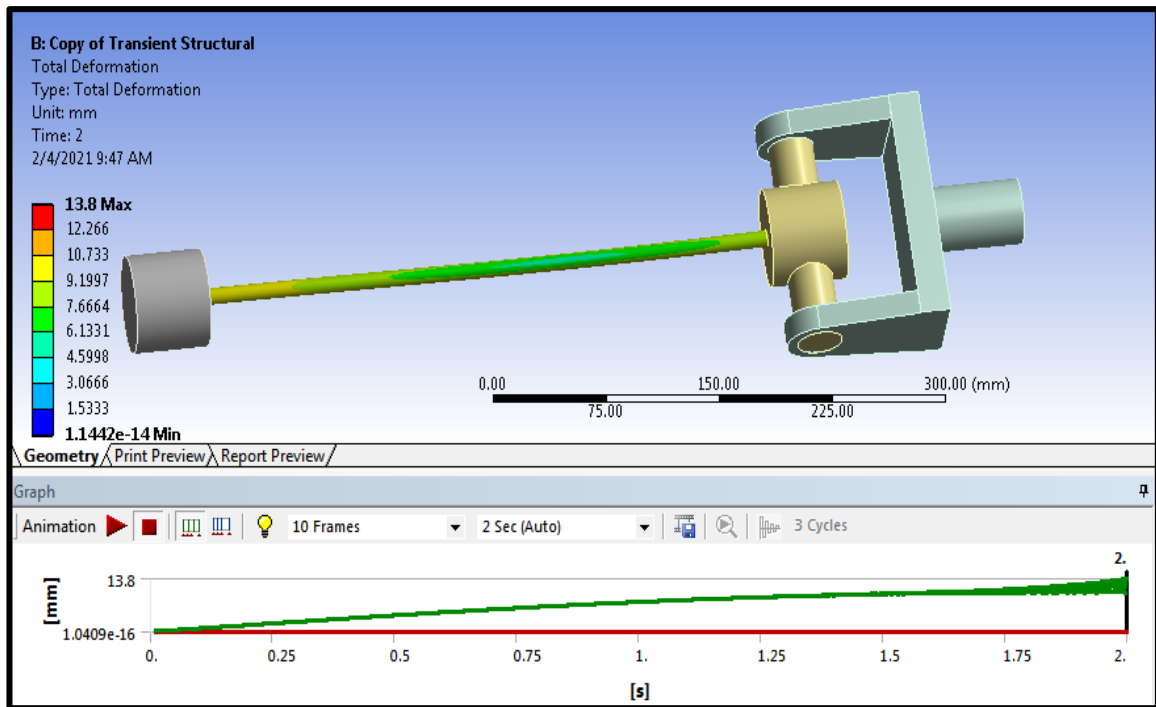 B: Copy of Transient Structural
Total Deformation
Type: Total Deformation
Unit: mm
Time: 2
2/4/2021 9:47 AM
13.8 Max
12.266
10.733
9.1997
7.6664
6.1331
4.5998
3.0666
1.5333
1.1442e-14 Min
0.00 150.00 300.00 (mm)
75.00 225.00
Geometry Print Preview Report Preview
Graph
Animation 10 Frames 2 Sec (Auto) 3 Cycles
2.
13.8
1.0409e-16
[mm]
0. 0.25 0.5 0.75 1. 1.25 1.5 1.75 2.
[s]